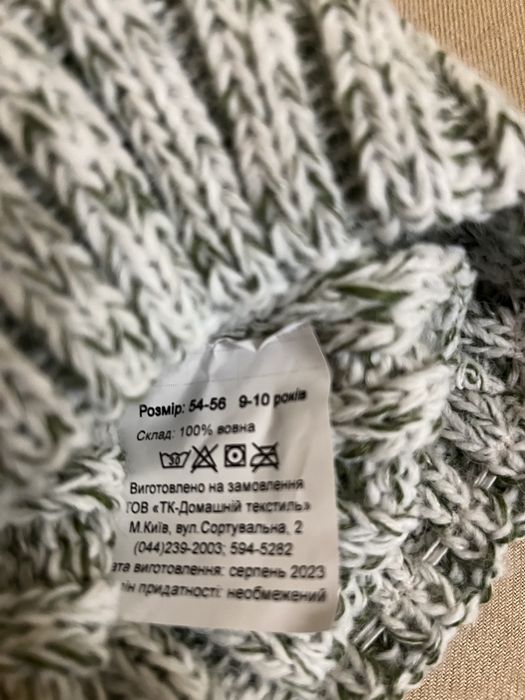 Розмір: 54-56 9-10 років
Склад: 100% вовна
30
Виготовлено на замовлення
ТОВ «ТК-Домашній текстиль»
М.Київ, вул.Сортувальна, 2
(044)239-2003; 594-5282
ата виготовлення: серпень 2023
ін придатності: необмежений